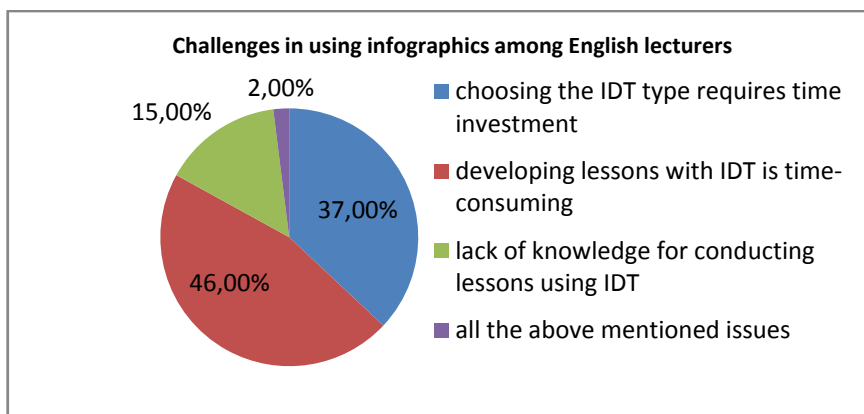 Challenges in using infographics among English lecturers
2,00%
15,00%
37,00%
46,00%
choosing the IDT type requires time
investment
developing lessons with IDT is time-
consuming
lack of knowledge for conducting
lessons using IDT
all the above mentioned issues